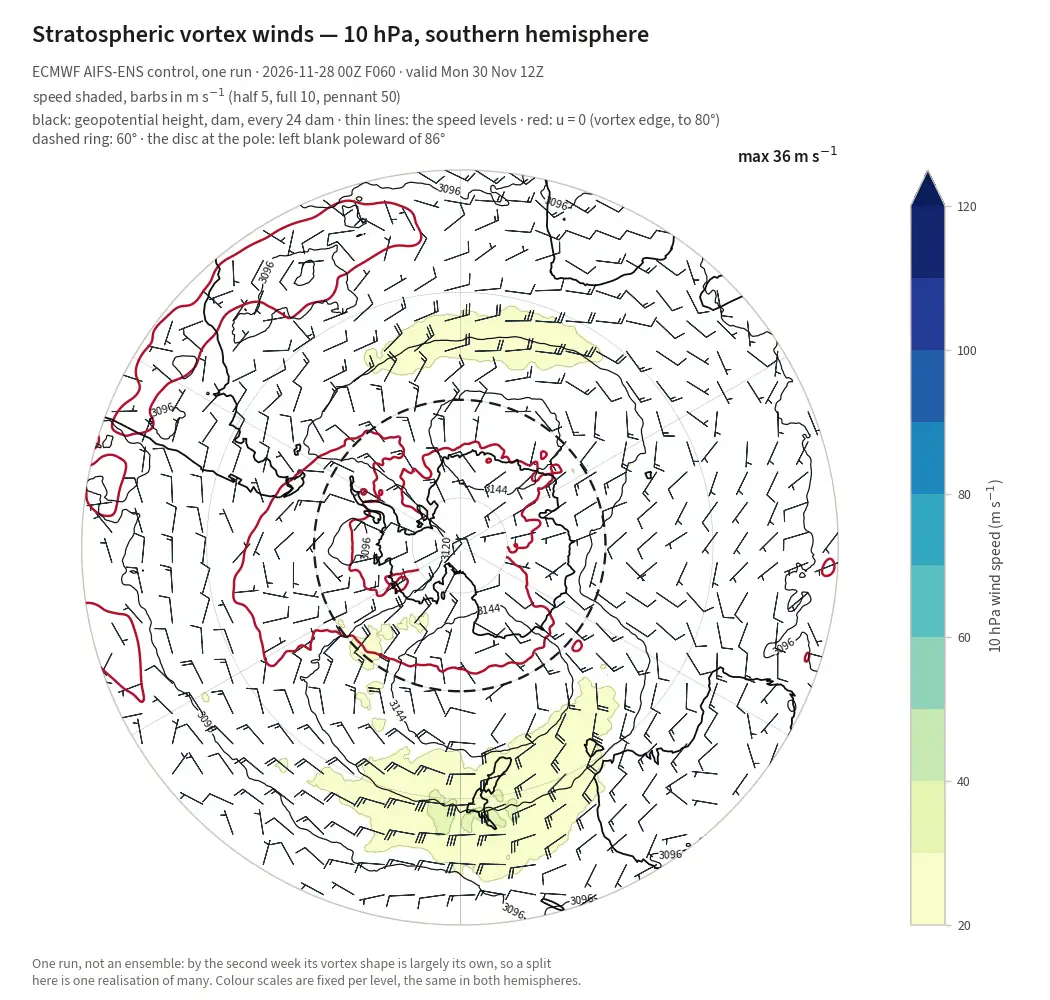 Stratospheric vortex winds — 10 hPa, southern hemisphere
ECMWF AIFS-ENS control, one run · 2026-11-28 00Z F060 · valid Mon 30 Nov 12Z
speed shaded, barbs in m s⁻¹ (half 5, full 10, pennant 50)
black: geopotential height, dam, every 24 dam · thin lines: the speed levels · red: u = 0 (vortex edge, to 80°)
dashed ring: 60° · the disc at the pole: left blank poleward of 86°
max 36 m s⁻¹
3096
3096
3096
3096
3144
3096
3120
3144
3096
3144
3096
3096
3096
3096
120
100
80
60
40
20
10 hPa wind speed (m s⁻¹)
One run, not an ensemble: by the second week its vortex shape is largely its own, so a split
here is one realisation of many. Colour scales are fixed per level, the same in both hemispheres.